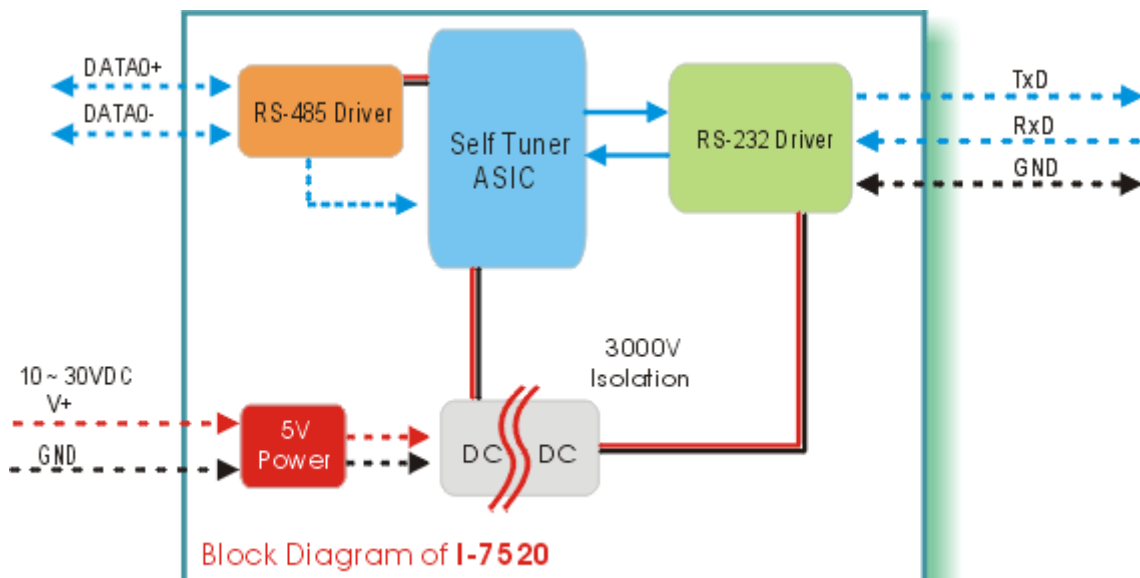 DATA0+
DATA0-
RS-485 Driver
Self Tuner
ASIC
RS-232 Driver
TxD
RxD
GND
10 ~ 30VDC
V+
GND
5V
Power
DC DC
3000V
Isolation
Block Diagram of I-7520